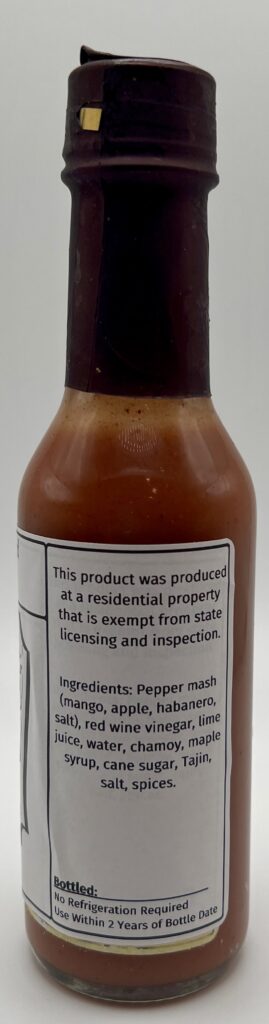 This product was produced
at a residential property
that is exempt from state
licensing and inspection.
Ingredients: Pepper mash
(mango, apple, habanero,
salt), red wine vinegar, lime
juice, water, chamoy, maple
syrup, cane sugar, Tajin,
salt, spices.
Bottled:
No Refrigeration Required
Use Within 2 Years of Bottle Date